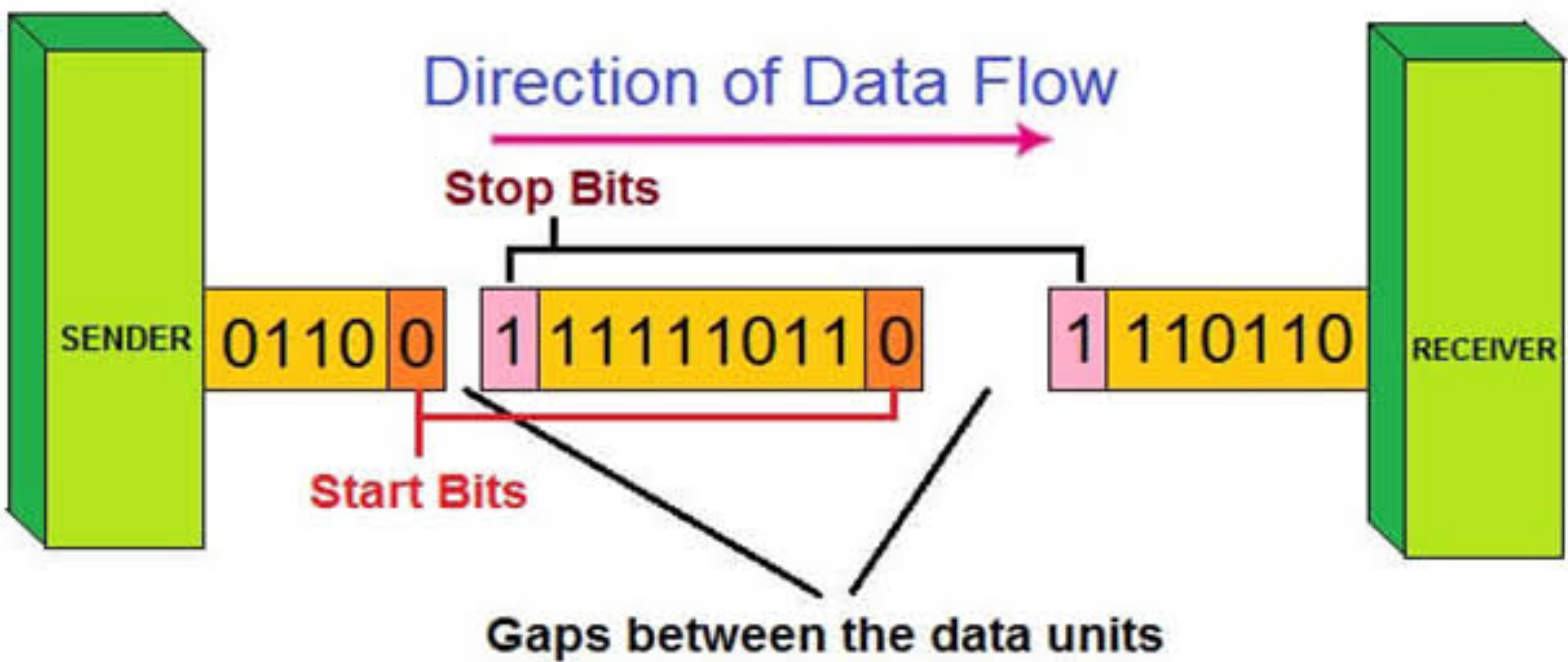 Direction of Data Flow
Stop Bits
SENDER 0110 0 1 11111011 0 1 110110 RECEIVER
Start Bits
Gaps between the data units